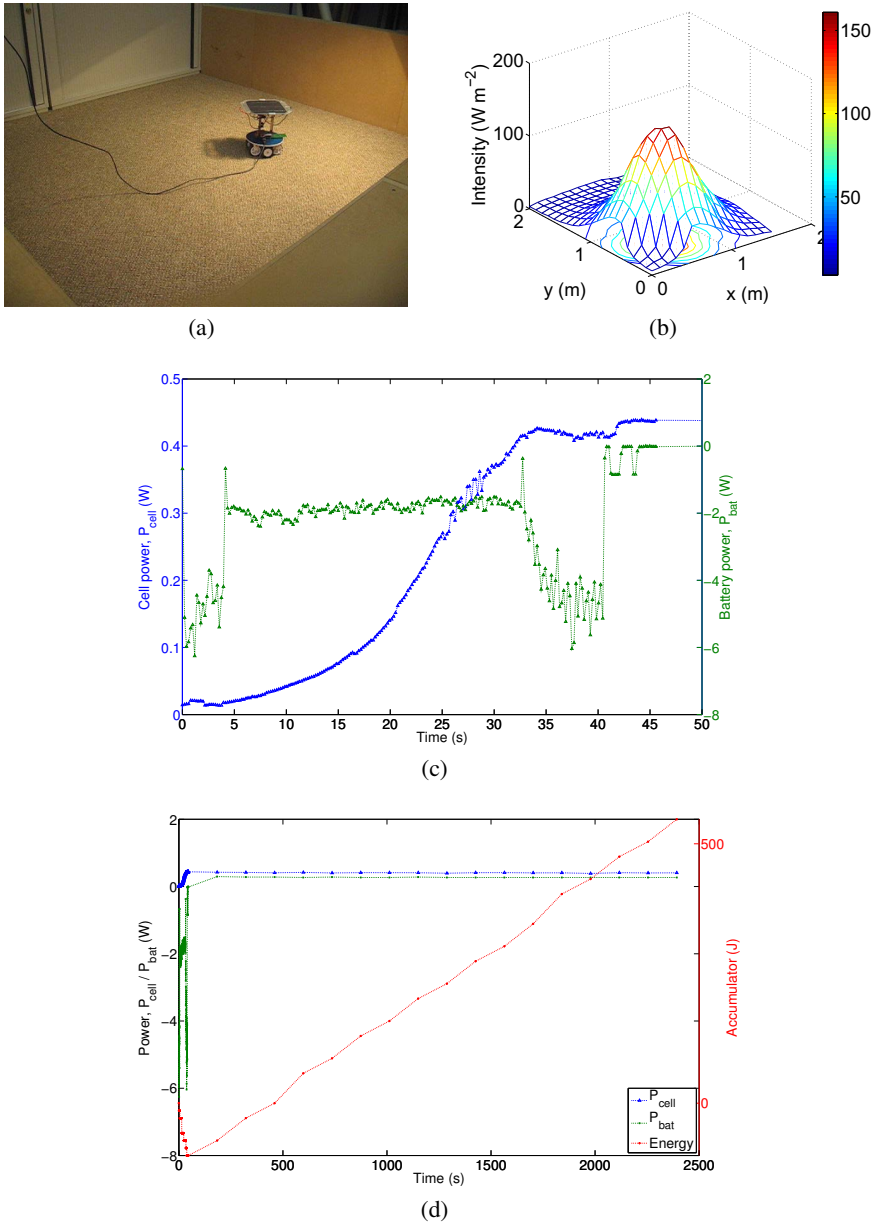 (a)
200
100
0
Intensity (W m⁻²)
2
1
0
y (m)
0
1
2
x (m)
150
100
50
(b)
0.5
0.4
0.3
0.2
0.1
0
Cell power, P_cell (W)
2
0
−2
−4
−6
−8
Battery power, P_bat (W)
0 5 10 15 20 25 30 35 40 45 50
Time (s)
(c)
2
0
−2
−4
−6
−8
Power, P_cell / P_bat (W)
500
0
Accumulator (J)
P_cell
P_bat
Energy
0 500 1000 1500 2000 2500
Time (s)
(d)